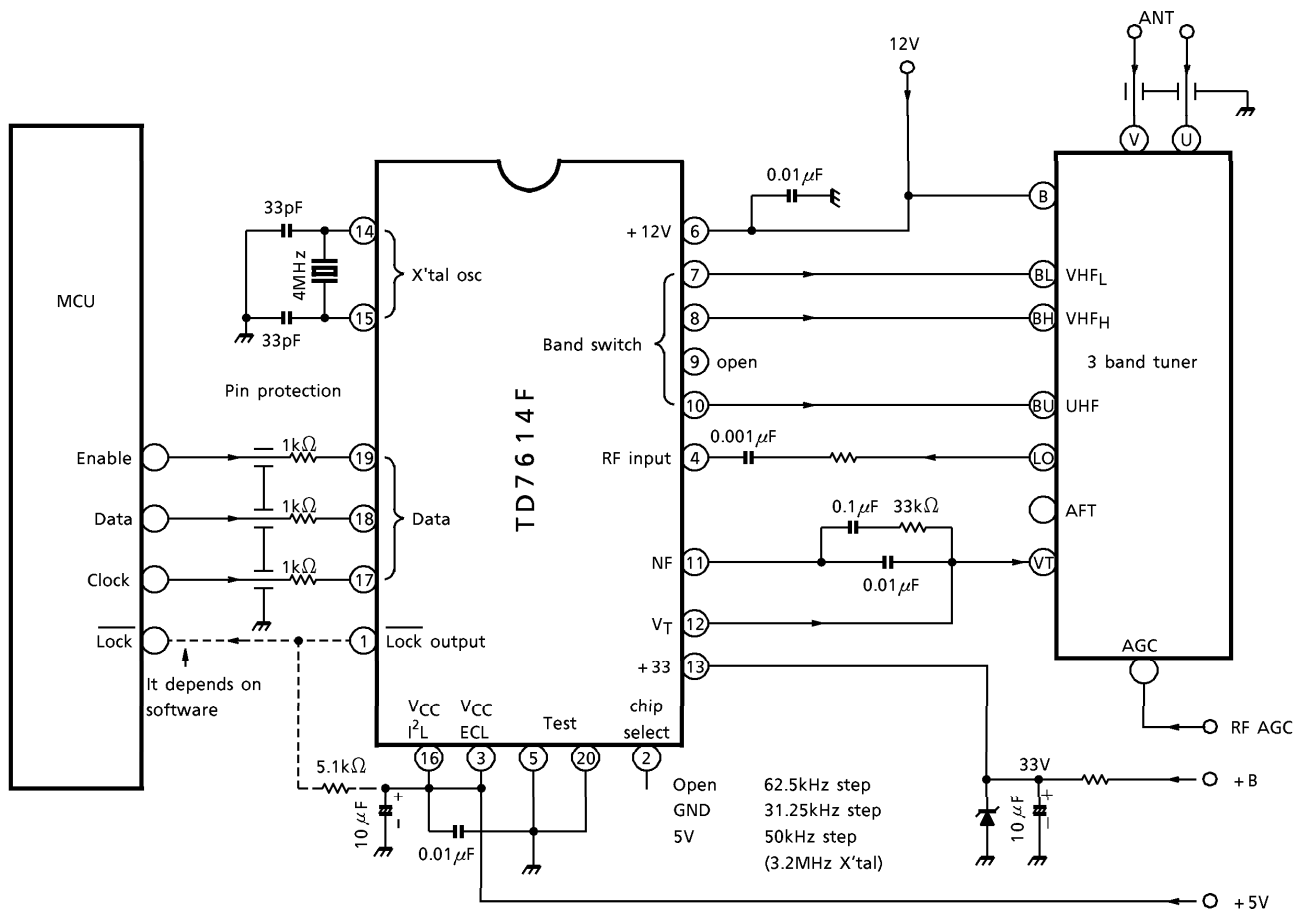 ANT
12V
V U
0.01μF
B
33pF
14
+12V 6
4MHz
X'tal osc
7 BL VHFL
MCU
15
33pF
8 BH VHFH
Band switch
9 open
3 band tuner
Pin protection
TD7614F
10 BU UHF
0.001μF
Enable 1kΩ 19
RF input 4 LO
Data 1kΩ 18 Data
0.1μF 33kΩ
AFT
Clock 1kΩ 17
NF 11 VT
0.01μF
Lock 1 Lock output
VT 12
+33 13
AGC
It depends on
software
VCC
I2L
VCC
ECL
Test
chip
select
16 3 5 20 2
RF AGC
5.1kΩ
33V
+B
10μF
+
-
0.01μF
Open 62.5kHz step
GND 31.25kHz step
5V 50kHz step
(3.2MHz X'tal)
10μF
+
-
+5V